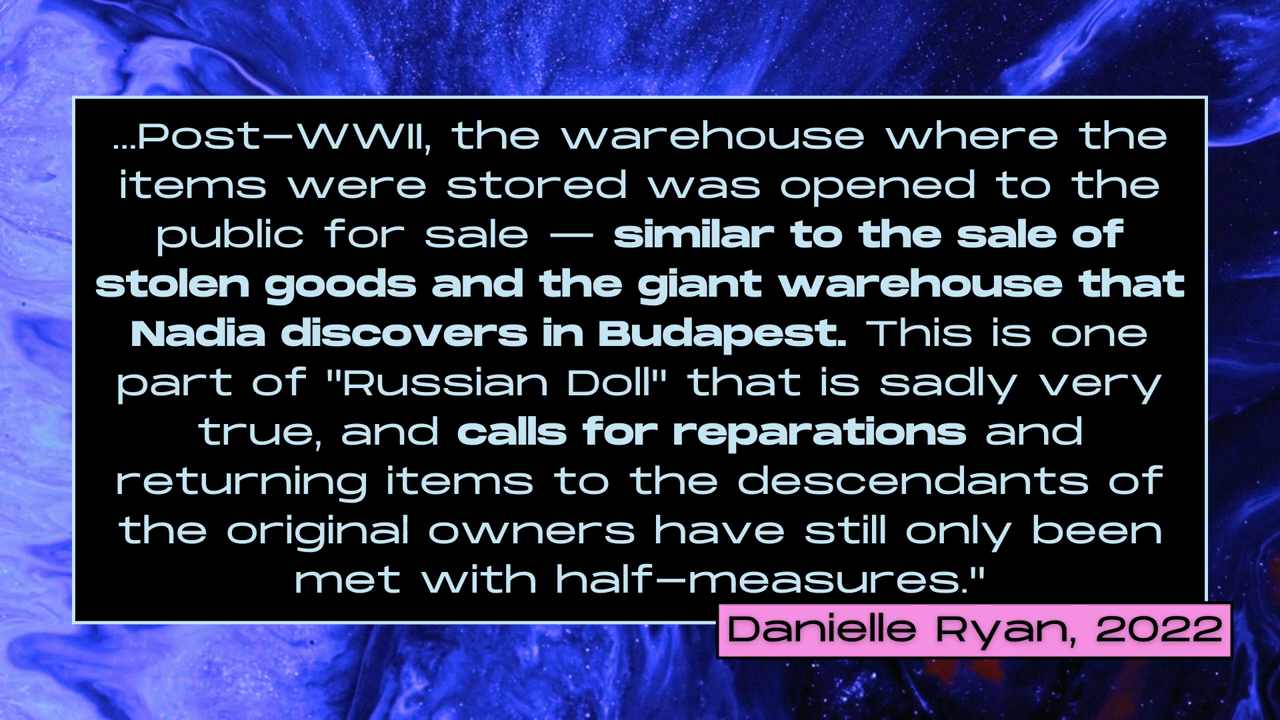 ...Post-WWII, the warehouse where the
items were stored was opened to the
public for sale — similar to the sale of
stolen goods and the giant warehouse that
Nadia discovers in Budapest. This is one
part of "Russian Doll" that is sadly very
true, and calls for reparations and
returning items to the descendants of
the original owners have still only been
met with half-measures."
Danielle Ryan, 2022